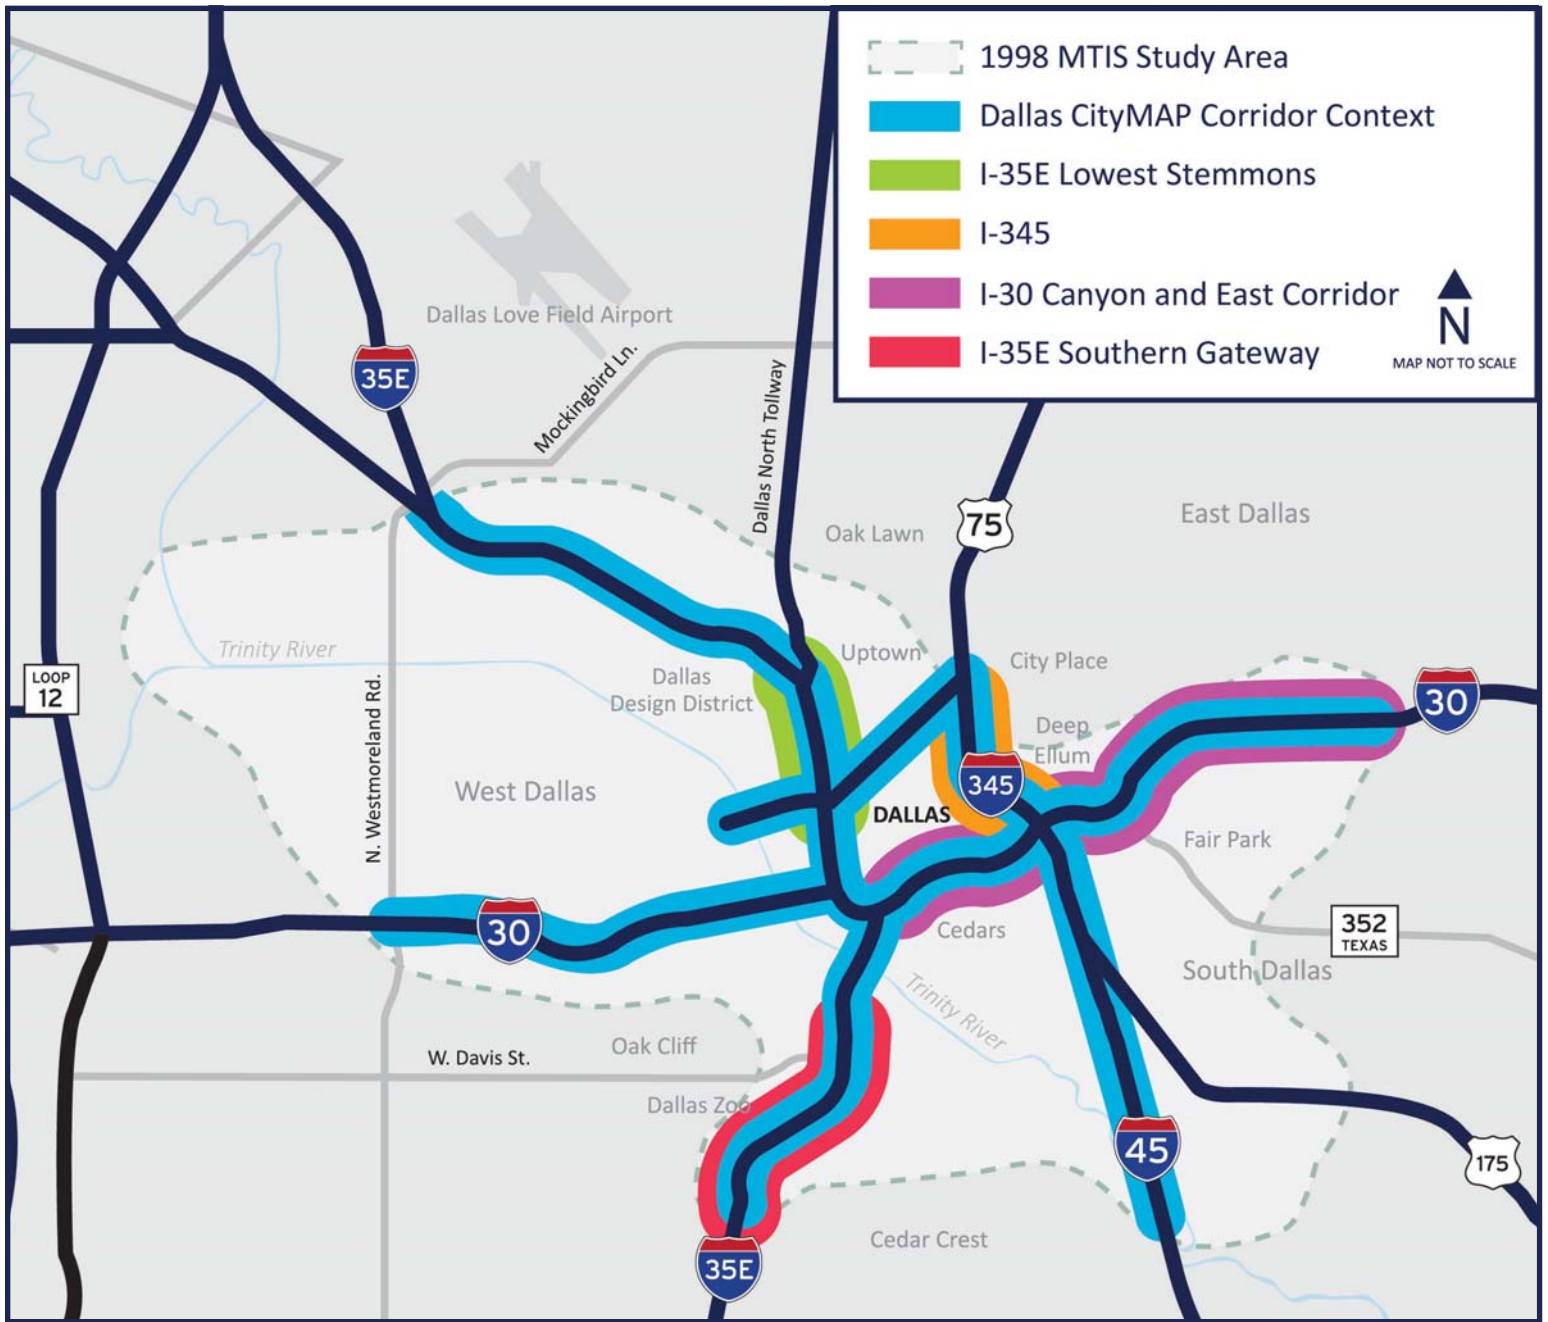 1998 MTIS Study Area
Dallas CityMAP Corridor Context
I-35E Lowest Stemmons
I-345
I-30 Canyon and East Corridor
I-35E Southern Gateway
N
MAP NOT TO SCALE
Dallas Love Field Airport
35E
Mockingbird Ln.
Dallas North Tollway
75
Oak Lawn
East Dallas
Trinity River
Uptown
City Place
LOOP
12
Dallas
Design District
30
Deep
Ellum
N. Westmoreland Rd.
West Dallas
345
DALLAS
Fair Park
30
Cedars
352
TEXAS
South Dallas
Trinity River
Oak Cliff
W. Davis St.
Dallas Zoo
45
175
Cedar Crest
35E